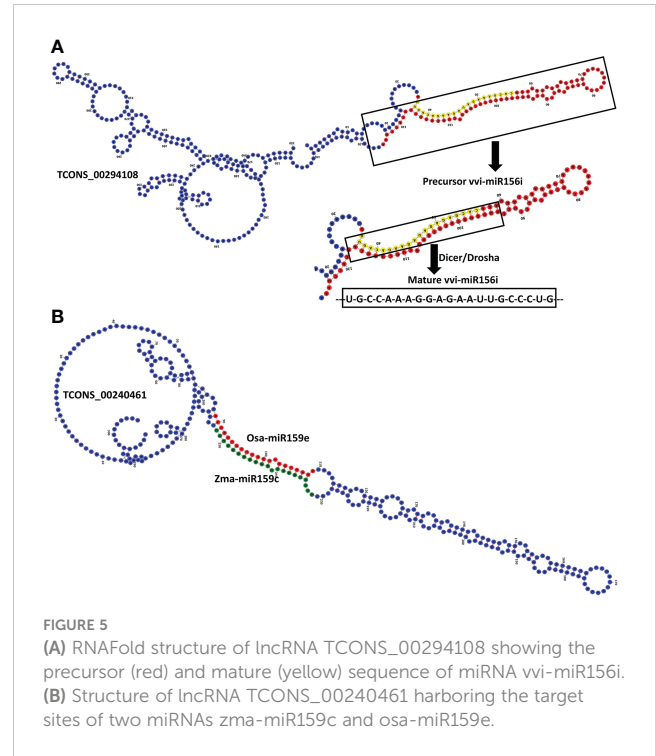 A
TCONS_00294108
Precursor vvi-miR156i
Dicer/Drosha
Mature vvi-miR156i
---U-G-C-C-A-A-A-G-G-A-G-A-A-U-U-G-C-C-C-U-G---
B
TCONS_00240461
Osa-miR159e
Zma-miR159c
FIGURE 5
(A) RNAFold structure of lncRNA TCONS_00294108 showing the
precursor (red) and mature (yellow) sequence of miRNA vvi-miR156i.
(B) Structure of lncRNA TCONS_00240461 harboring the target
sites of two miRNAs zma-miR159c and osa-miR159e.